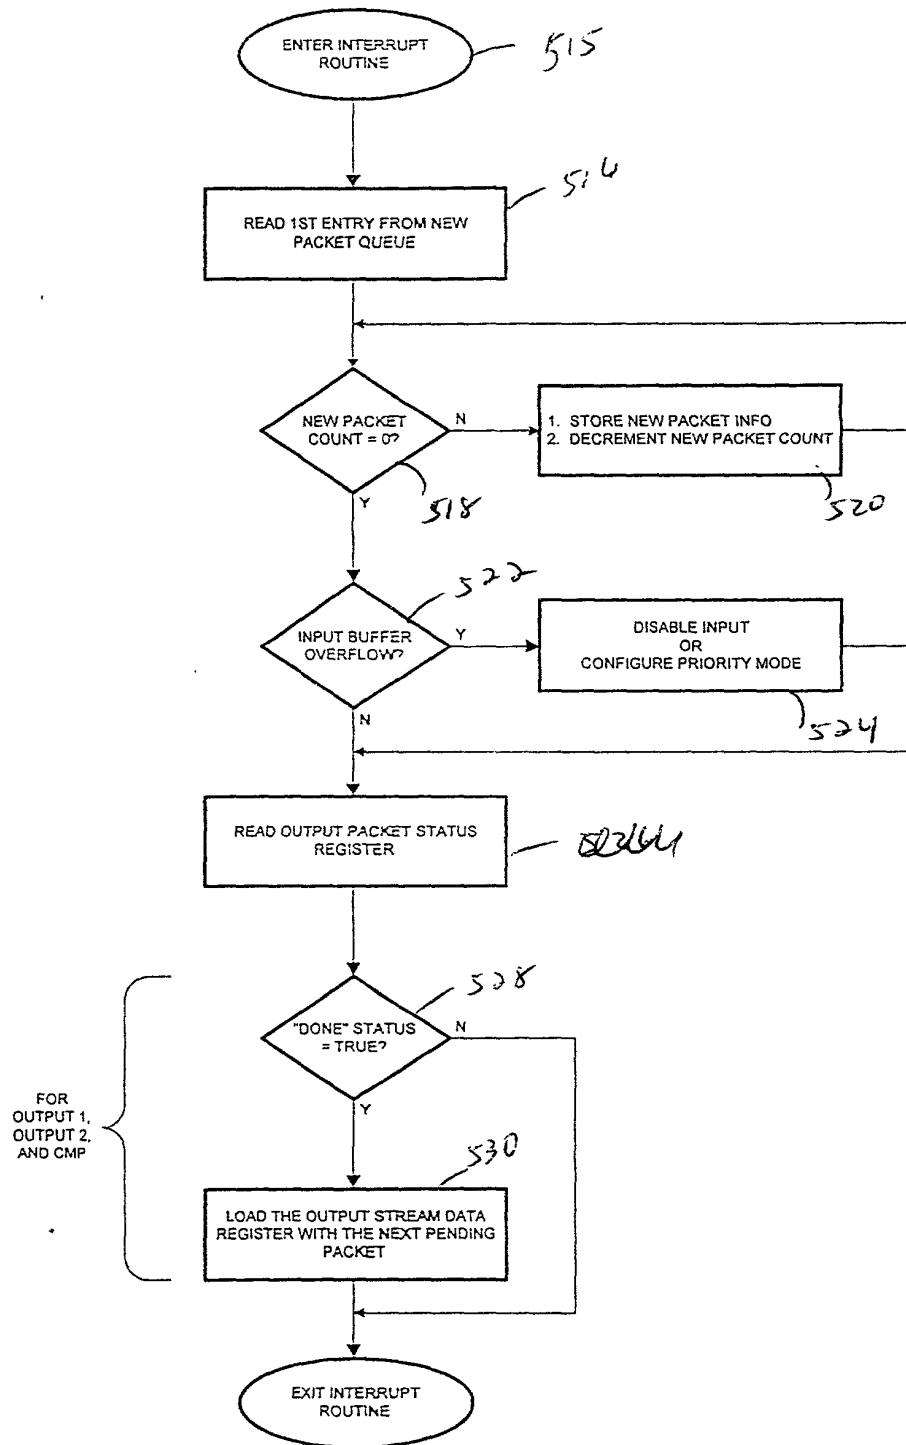 ENTER INTERRUPT
ROUTINE
515
READ 1ST ENTRY FROM NEW
PACKET QUEUE
NEW PACKET
COUNT = 0?
N
Y
518
1. STORE NEW PACKET INFO
2. DECREMENT NEW PACKET COUNT
520
INPUT BUFFER
OVERFLOW?
522
Y
N
DISABLE INPUT
OR
CONFIGURE PRIORITY MODE
524
READ OUTPUT PACKET STATUS
REGISTER
"DONE" STATUS
= TRUE?
528
N
Y
FOR
OUTPUT 1,
OUTPUT 2,
AND CMP
530
LOAD THE OUTPUT STREAM DATA
REGISTER WITH THE NEXT PENDING
PACKET
EXIT INTERRUPT
ROUTINE